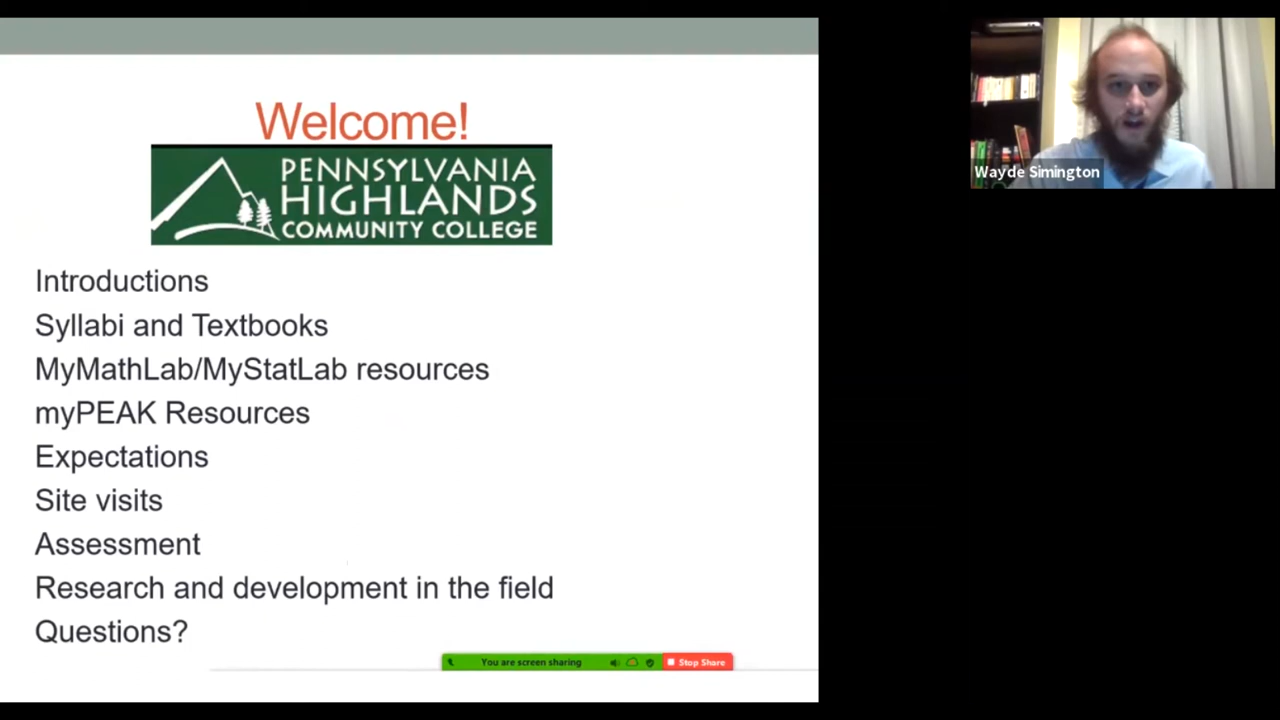 Welcome!
PENNSYLVANIA
HIGHLANDS
COMMUNITY COLLEGE
Introductions
Syllabi and Textbooks
MyMathLab/MyStatLab resources
myPEAK Resources
Expectations
Site visits
Assessment
Research and development in the field
Questions?
You are screen sharing
Stop Share
Wayde Simington